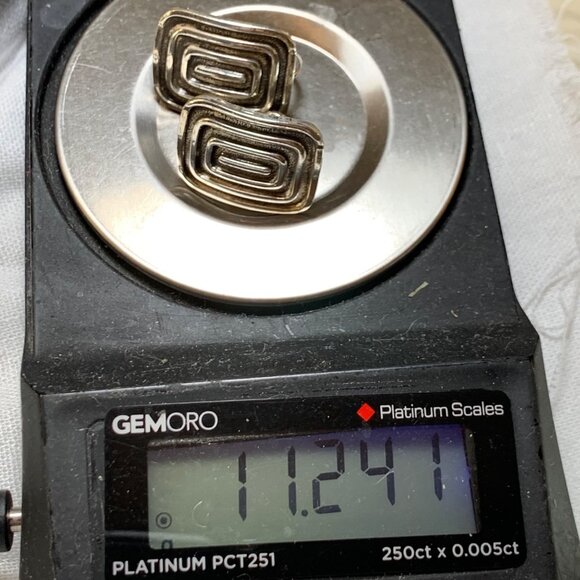 GEMORO Platinum Scales
11.241
g
PLATINUM PCT251 250ct x 0.005ct